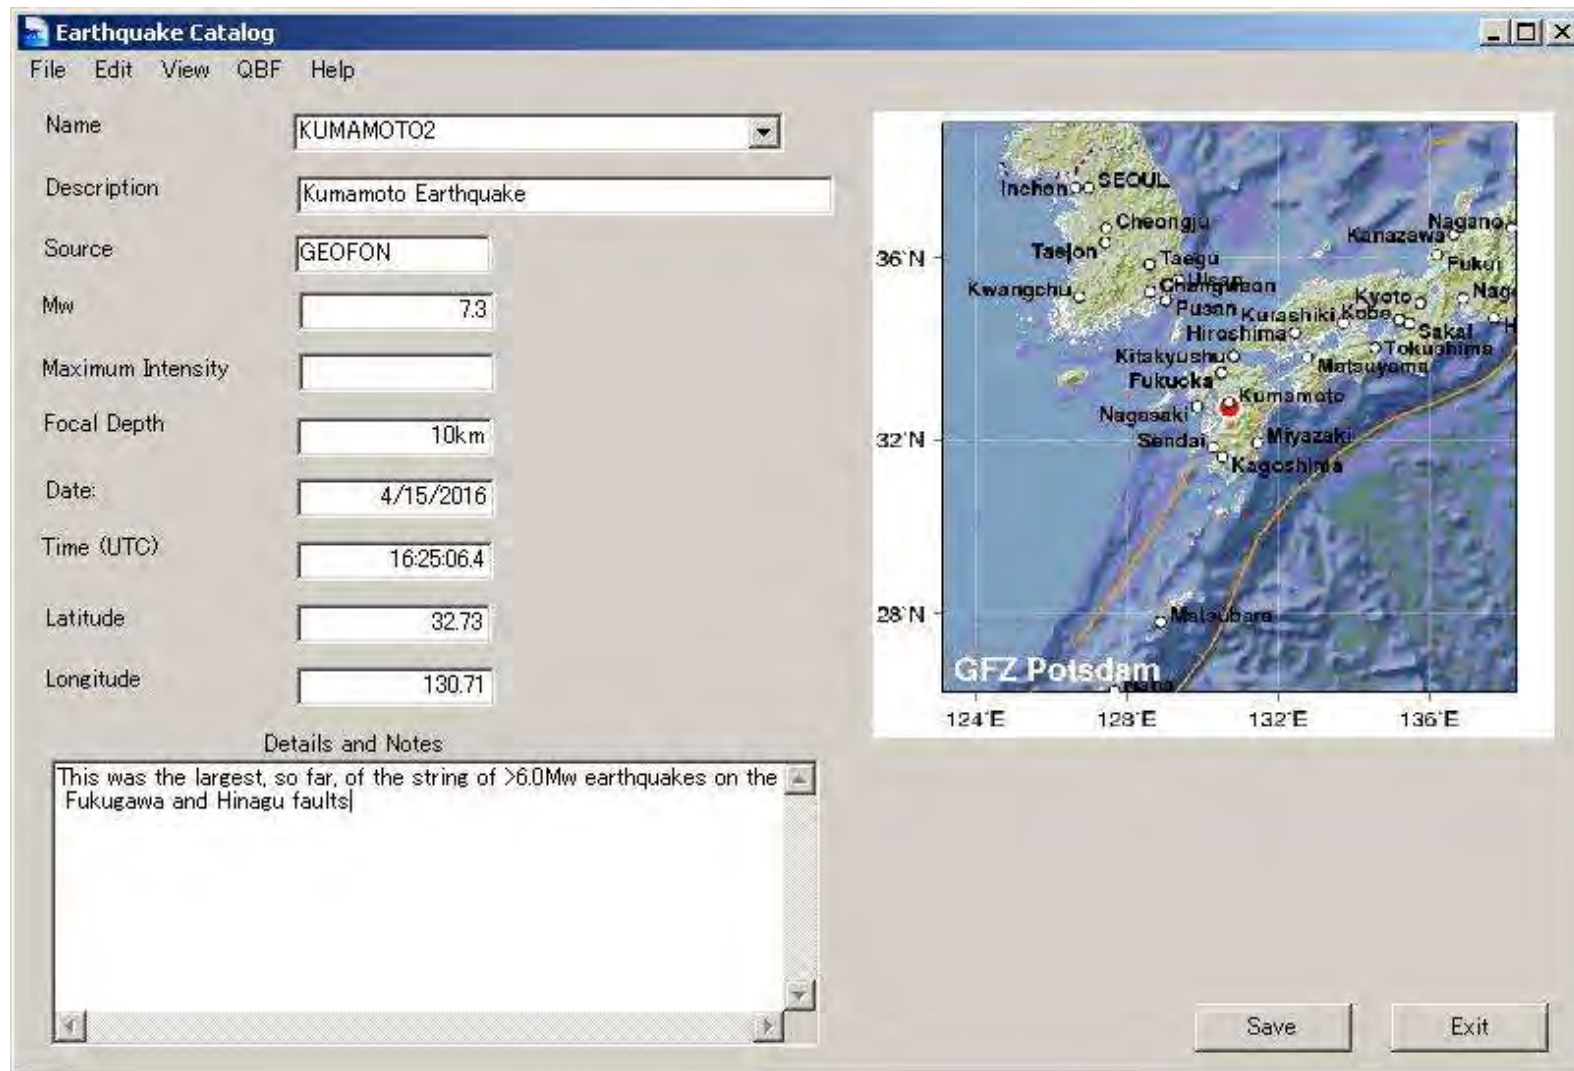 Earthquake Catalog
File Edit View QBF Help
Name
KUMAMOTO2
Description
Kumamoto Earthquake
Source
GEOFON
Mw
7.3
Maximum Intensity
Focal Depth
10km
Date:
4/15/2016
Time (UTC)
16:25:06.4
Latitude
32.73
Longitude
130.71
Details and Notes
This was the largest, so far, of the string of >6.0Mw earthquakes on the
Fukugawa and Hinagu faults
Inchon SEOUL
Cheongju
Taejon
Taegu
Kwangchu
Pusan
Nagano
Kanazawa
Fukui
Kyoto
Nag
Kurashiki Kobe
Sakai
Hiroshima
Tokushima
Kitakyushu
Matsuyama
Fukuoka
Kumamoto
Nagasaki
Sendai
Miyazaki
Kagoshima
Matsubara
GFZ Potsdam
36°N
32°N
28°N
124°E 128°E 132°E 136°E
Save Exit